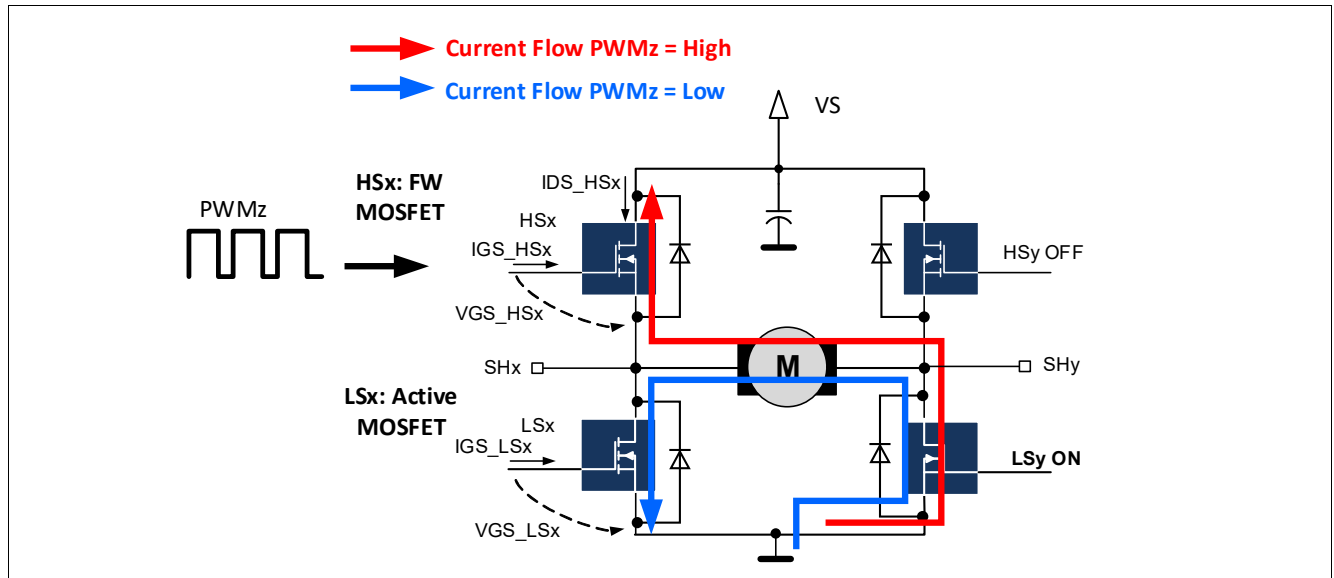 Current Flow PWMz = High
Current Flow PWMz = Low
VS
PWMz
HSx: FW
MOSFET
IDS_HSx
HSx
IGS_HSx
VGS_HSx
HSy OFF
SHx
M
SHy
LSx: Active
MOSFET
LSx
IGS_LSx
VGS_LSx
LSy ON